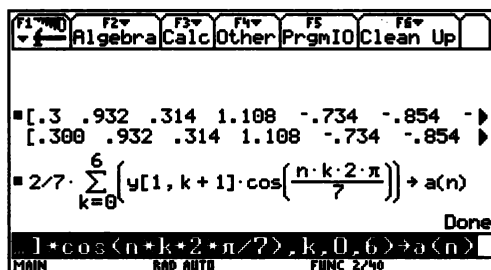 F1 F2 F3 F4 F5 F6
Algebra Calc Other PrgmIO Clean Up
[.3 .932 .314 1.108 -.734 -.854 -
[.300 .932 .314 1.108 -.734 -.854
2/7·∑(y[1, k + 1]·cos(n·k·2·π/7)) → a(n)
6
k=0
Done
…]*cos(n*k*2*π/7),k,0,6)→a(n)
MAIN RAD AUTO FUNC 2/40